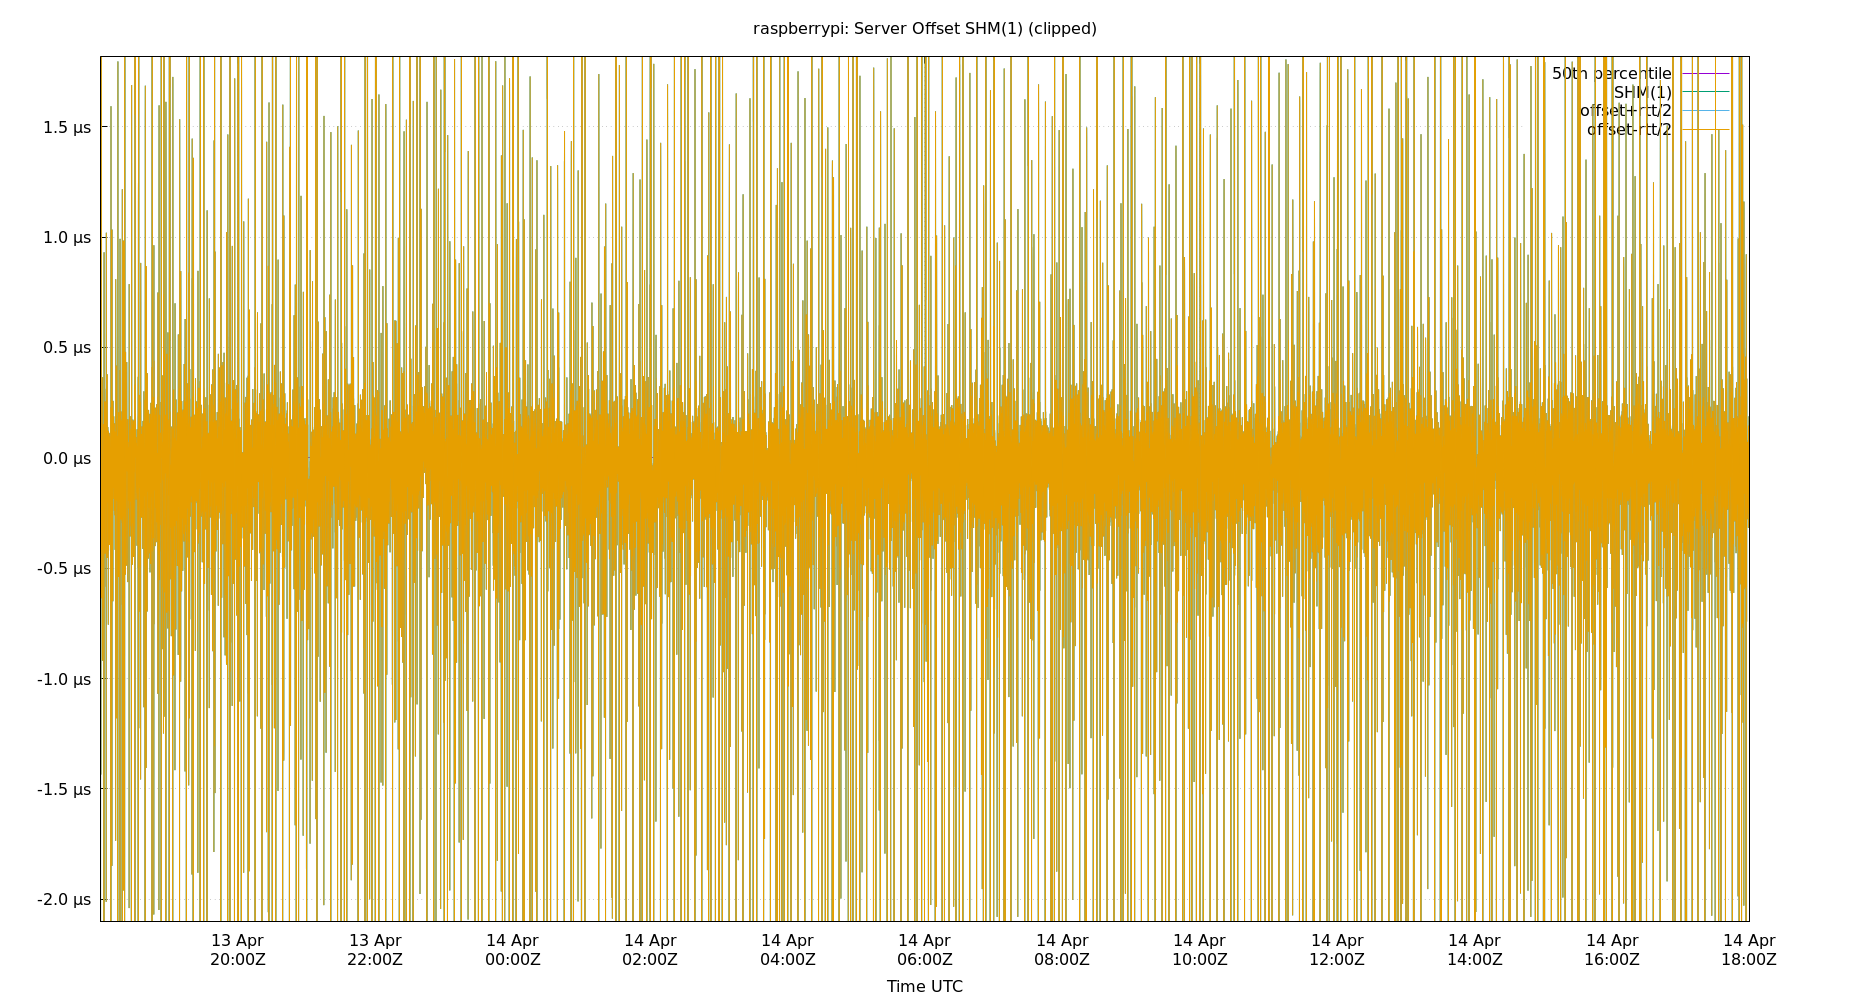 raspberrypi: Server Offset SHM(1) (clipped)
50th percentile
SHM(1)
offset+rtt/2
offset-rtt/2
1.5 µs
1.0 µs
0.5 µs
0.0 µs
-0.5 µs
-1.0 µs
-1.5 µs
-2.0 µs
13 Apr 13 Apr 14 Apr 14 Apr 14 Apr 14 Apr 14 Apr 14 Apr 14 Apr 14 Apr 14 Apr 14 Apr
20:00Z 22:00Z 00:00Z 02:00Z 04:00Z 06:00Z 08:00Z 10:00Z 12:00Z 14:00Z 16:00Z 18:00Z
Time UTC